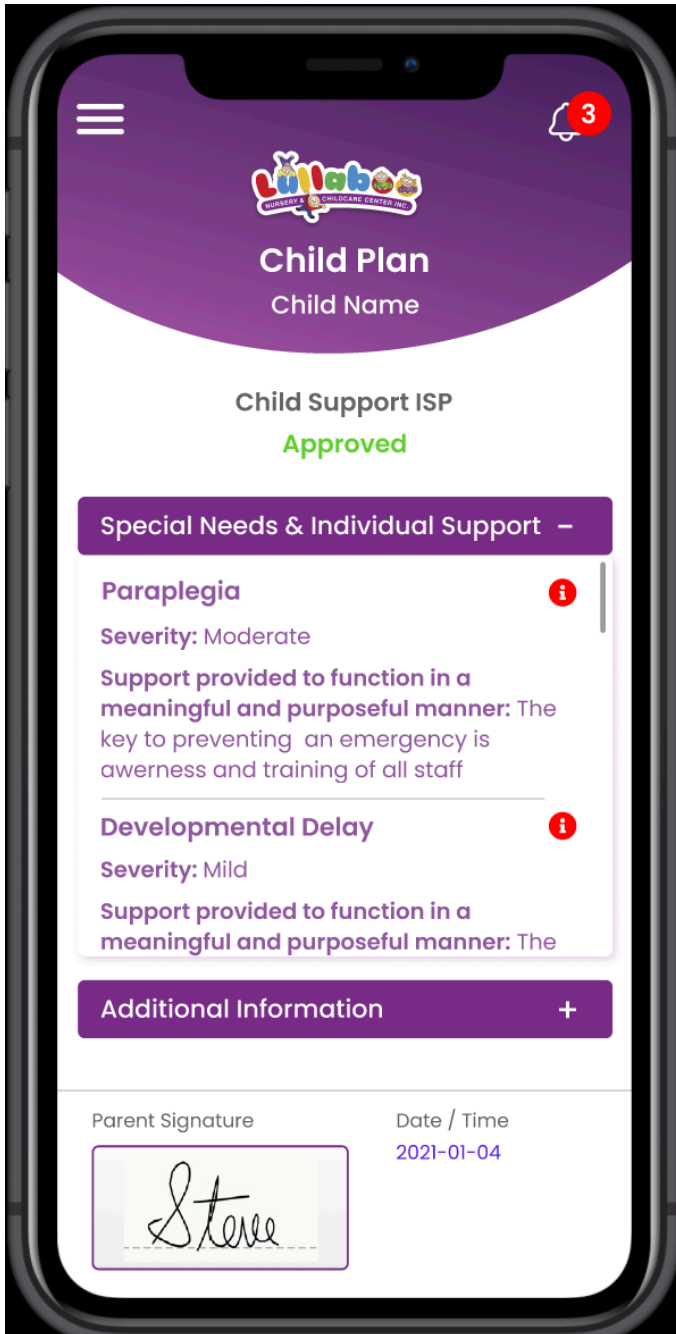 3
Lullaboo
NURSERY & CHILDCARE CENTER INC.
Child Plan
Child Name
Child Support ISP
Approved
Special Needs & Individual Support –
Paraplegia
Severity: Moderate
Support provided to function in a
meaningful and purposeful manner: The
key to preventing an emergency is
awerness and training of all staff
Developmental Delay
Severity: Mild
Support provided to function in a
meaningful and purposeful manner: The
Additional Information +
Parent Signature
Date / Time
2021-01-04
Steve